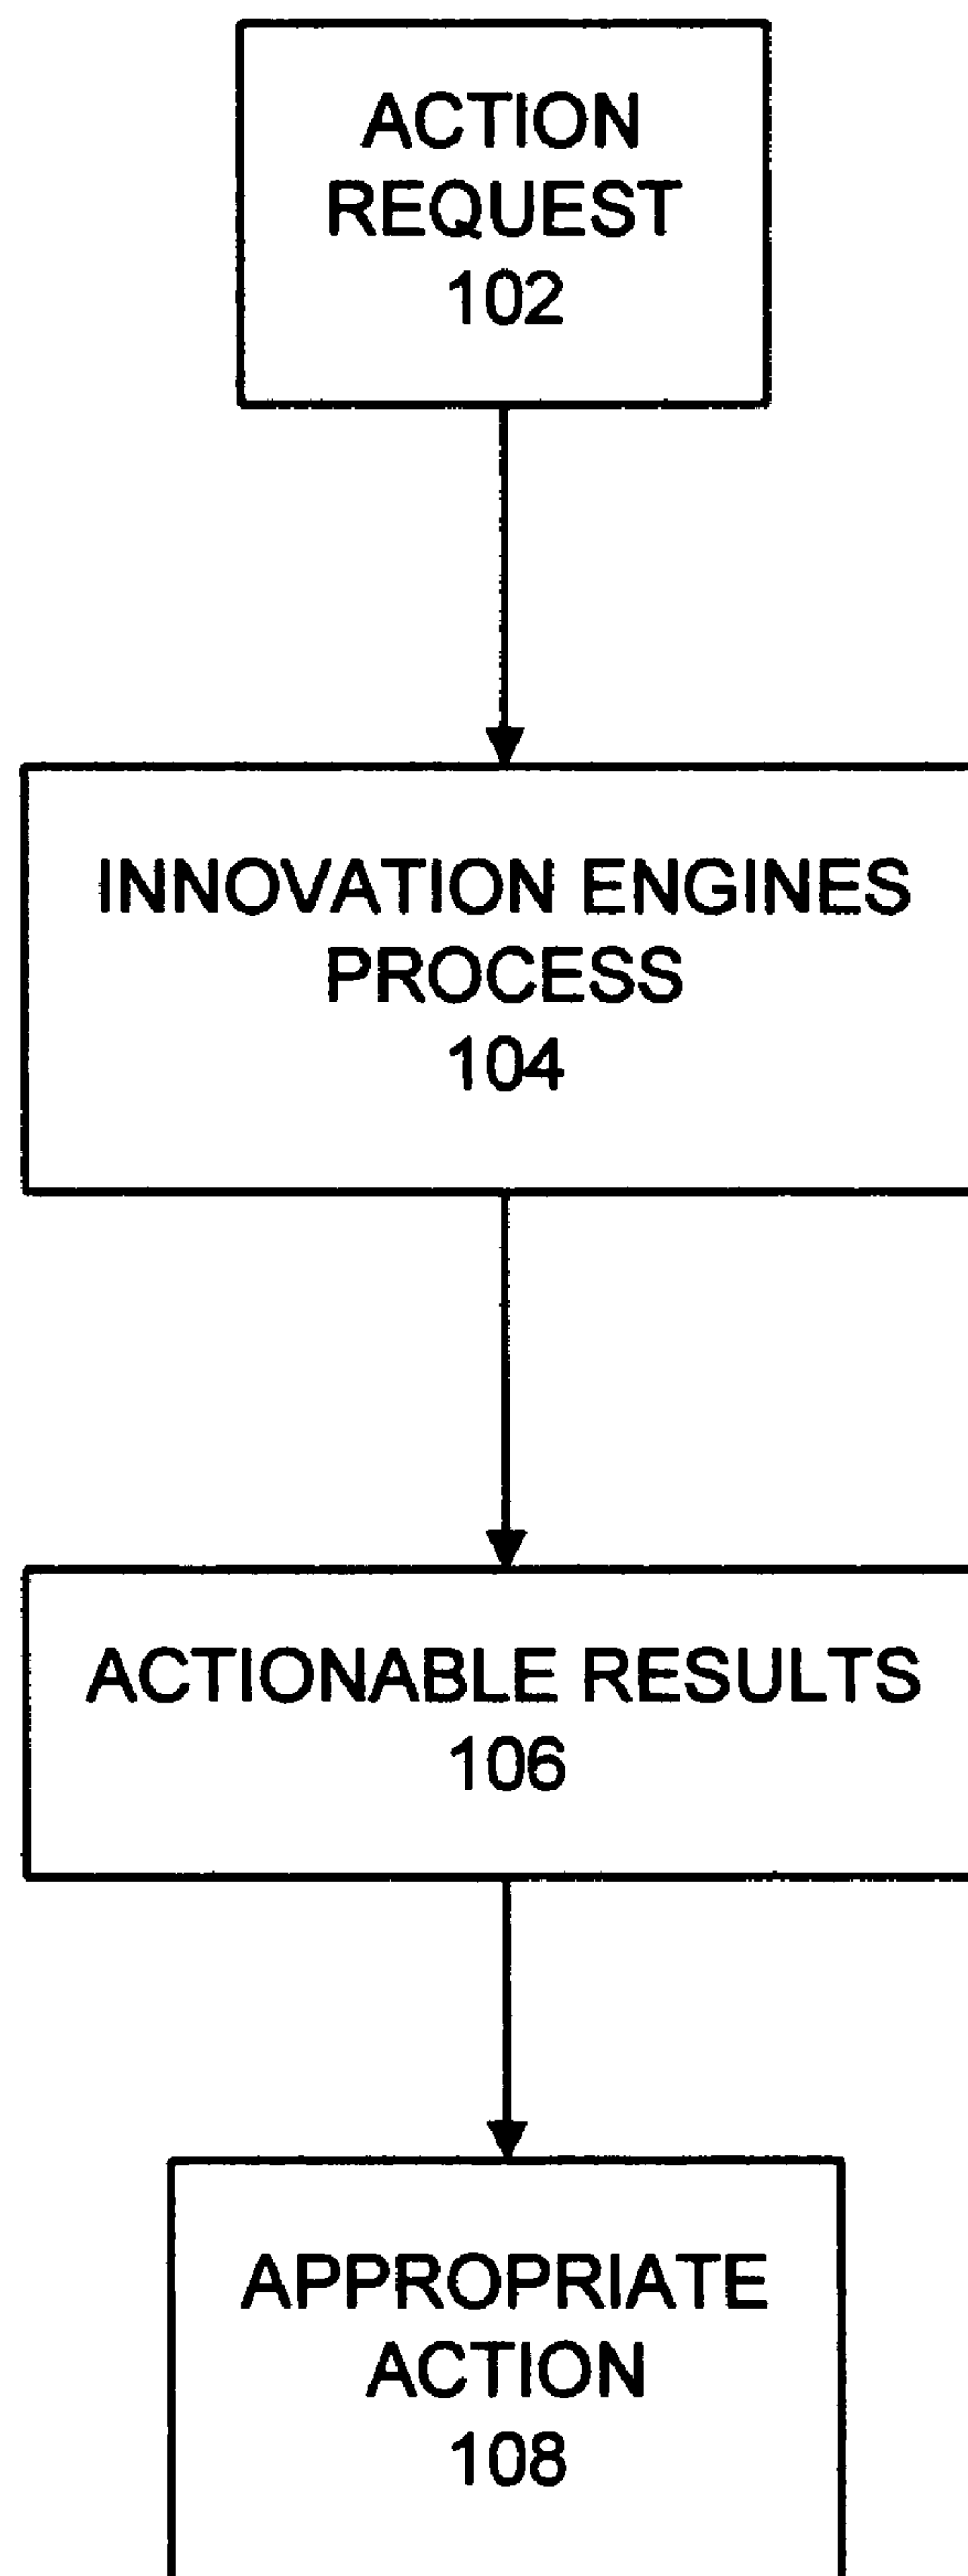 ACTION
REQUEST
102
INNOVATION ENGINES
PROCESS
104
ACTIONABLE RESULTS
106
APPROPRIATE
ACTION
108